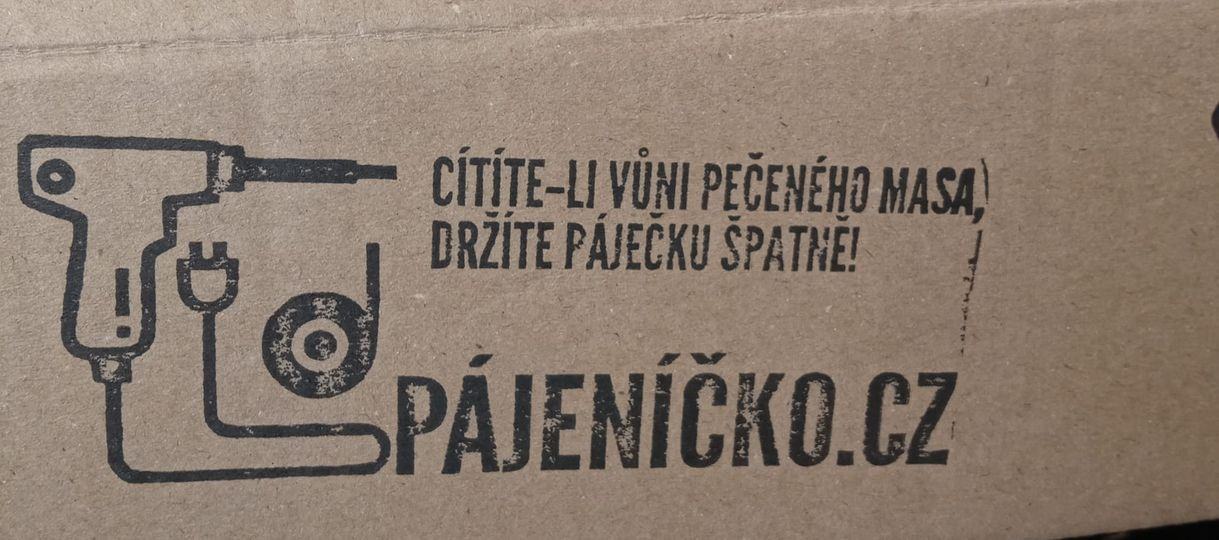 CÍTÍTE-LI VŮNI PEČENÉHO MASA,
DRŽÍTE PÁJEČKU ŠPATNĚ!
PÁJENÍČKO.CZ